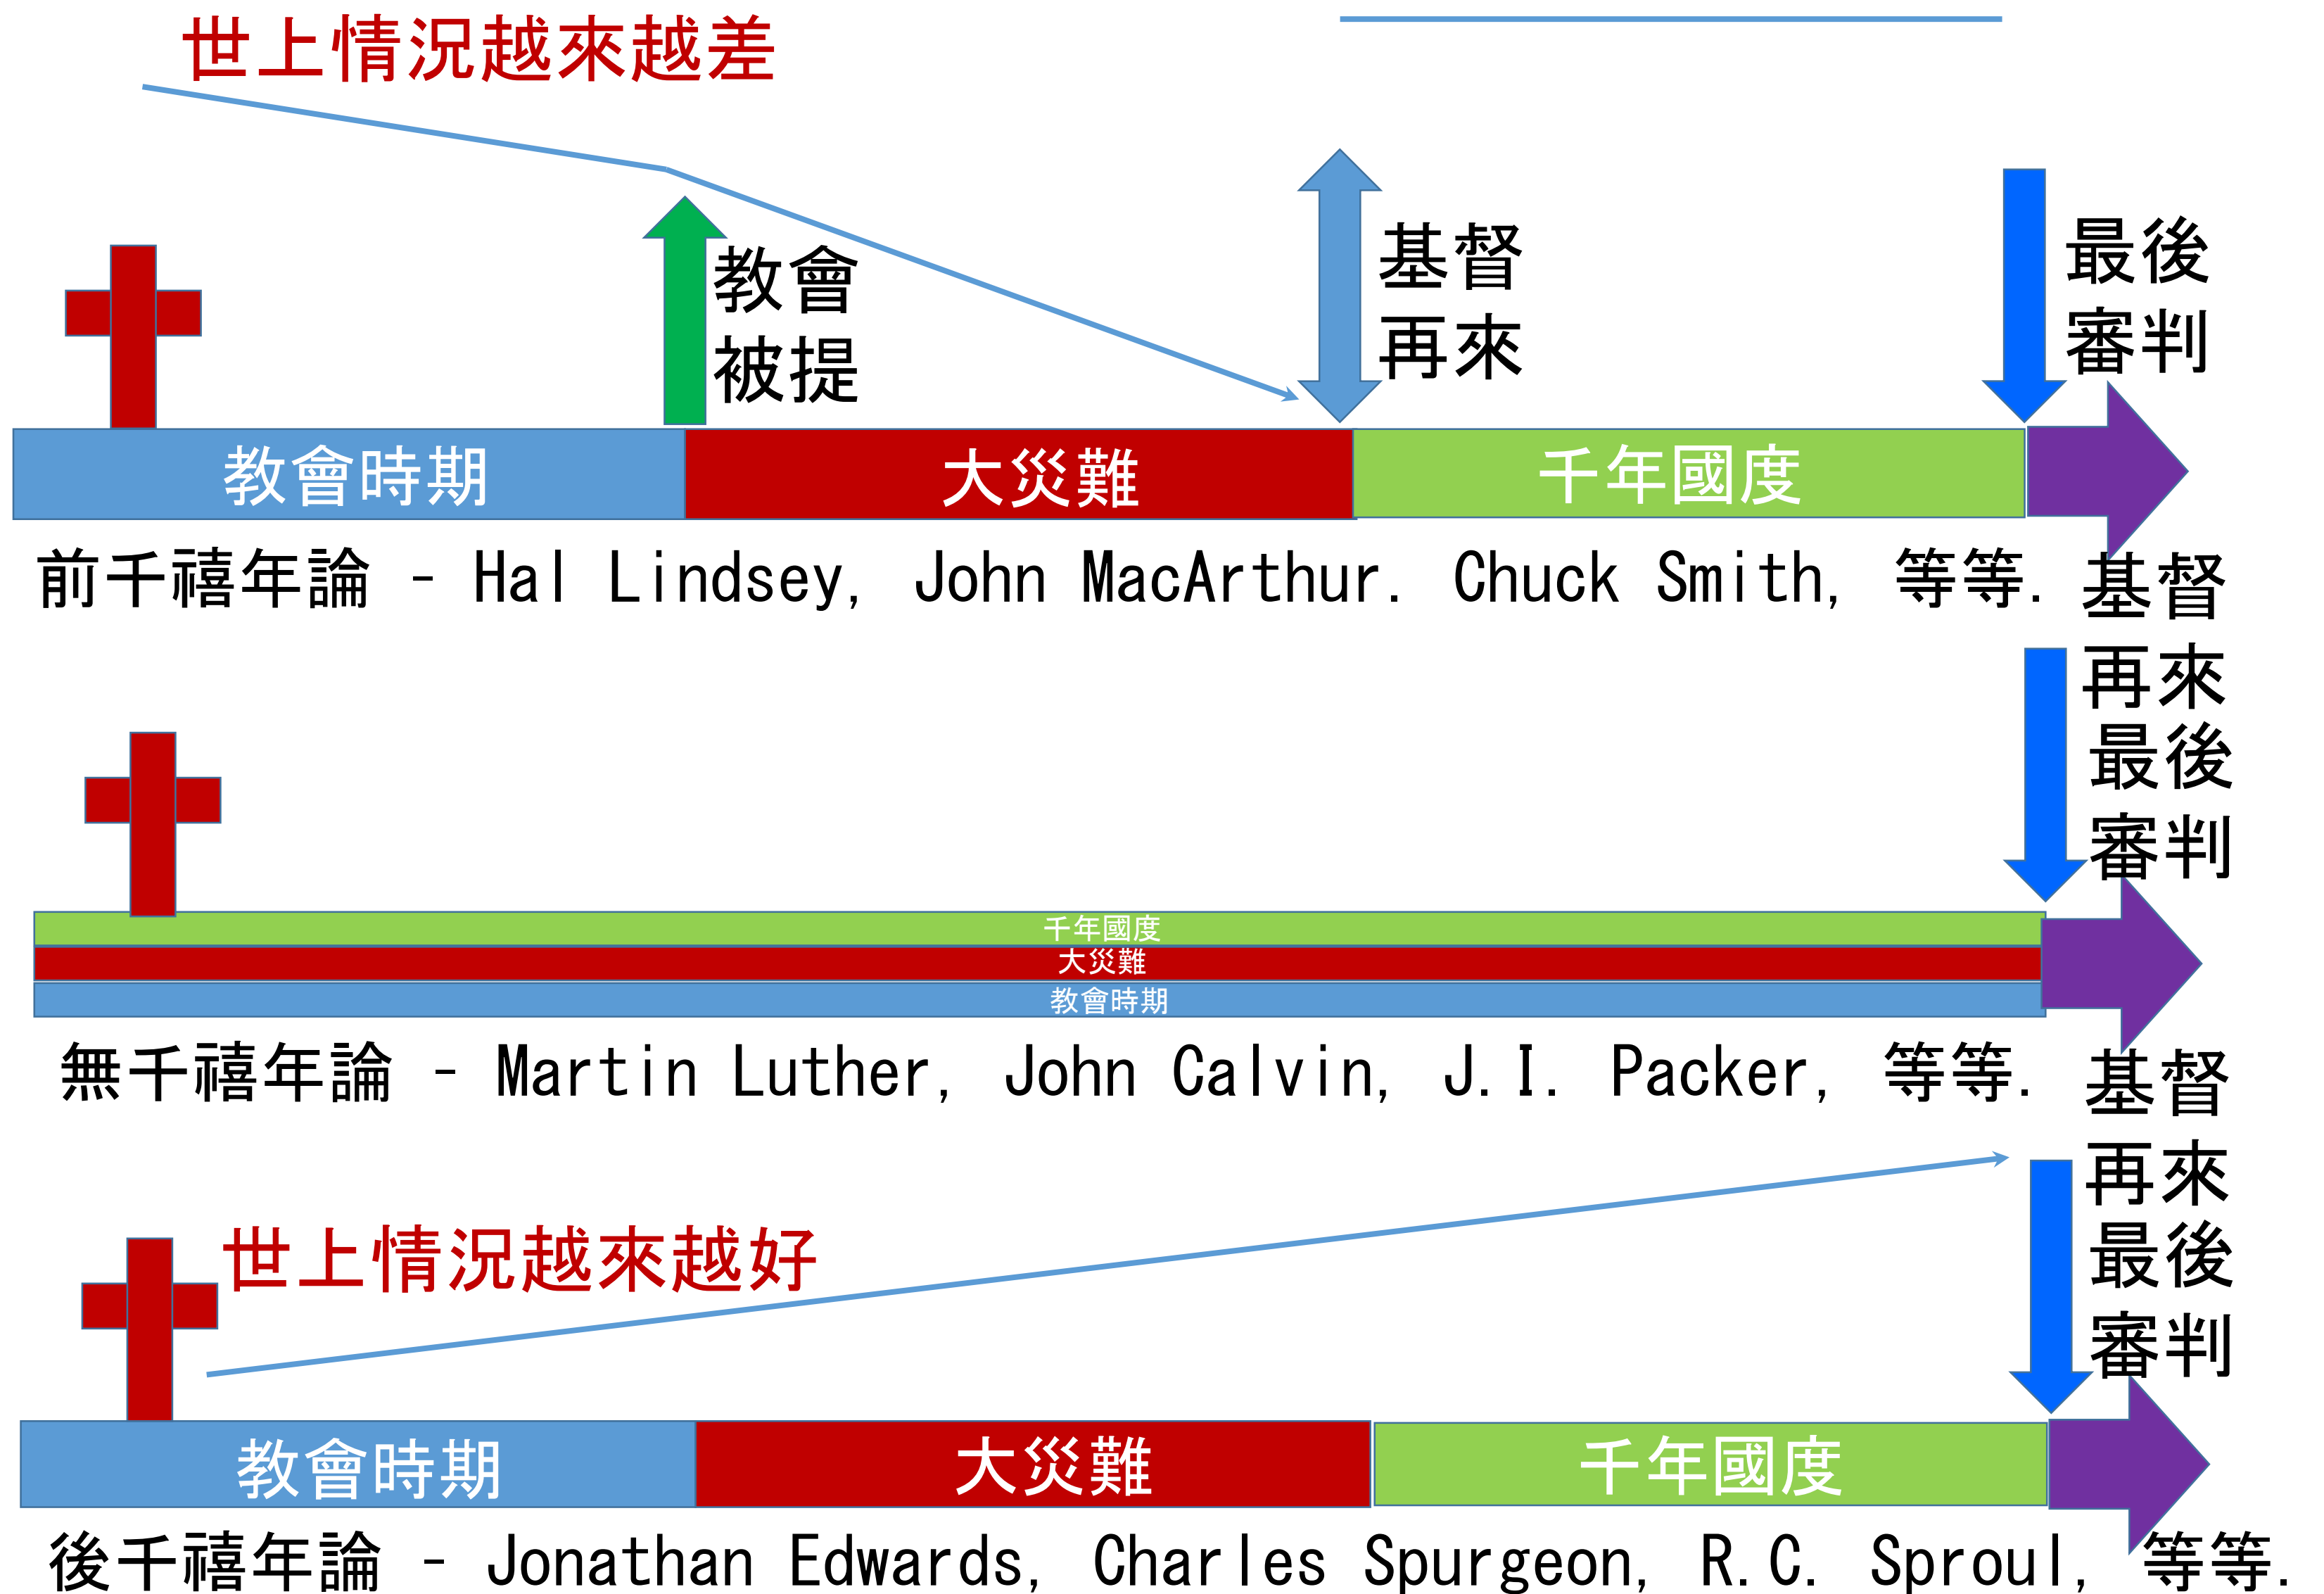 世上情況越來越差
教會
被提
基督
再來
最後
審判
教會時期
大災難
千年國度
前千禧年論 - Hal Lindsey, John MacArthur. Chuck Smith, 等等.
基督
再來
最後
審判
千年國度
大災難
教會時期
無千禧年論 - Martin Luther, John Calvin, J.I. Packer, 等等.
基督
再來
最後
審判
世上情況越來越好
教會時期
大災難
千年國度
後千禧年論 - Jonathan Edwards, Charles Spurgeon, R.C. Sproul, 等等.